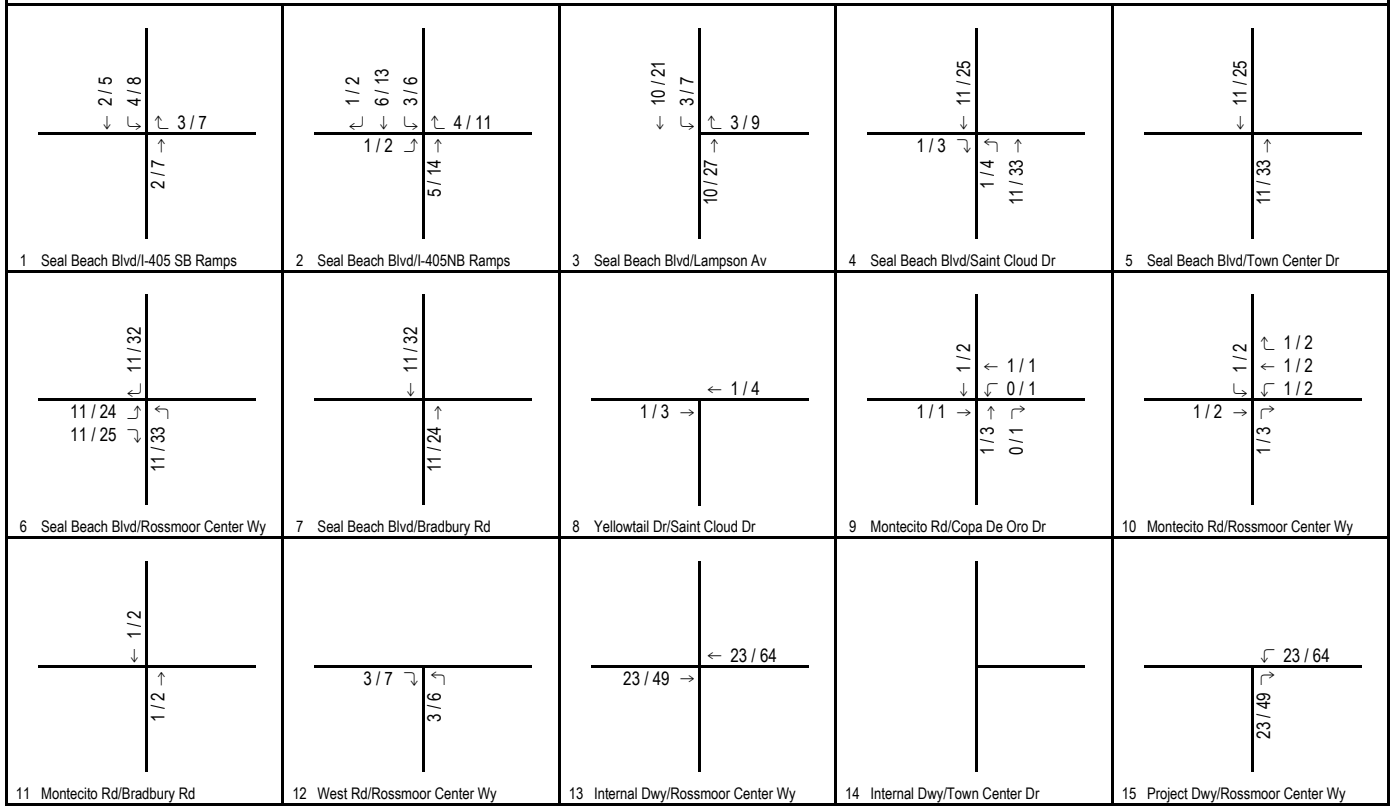 2 / 5
4 / 8
3 / 7
2 / 7
1 Seal Beach Blvd/I-405 SB Ramps
1 / 2
6 / 13
3 / 6
4 / 11
1 / 2
5 / 14
2 Seal Beach Blvd/I-405NB Ramps
10 / 21
3 / 7
3 / 9
10 / 27
3 Seal Beach Blvd/Lampson Av
11 / 25
1 / 3
1 / 4
11 / 33
4 Seal Beach Blvd/Saint Cloud Dr
11 / 25
11 / 33
5 Seal Beach Blvd/Town Center Dr
11 / 32
11 / 24
11 / 25
11 / 33
6 Seal Beach Blvd/Rossmoor Center Wy
11 / 32
11 / 24
7 Seal Beach Blvd/Bradbury Rd
1 / 4
1 / 3
8 Yellowtail Dr/Saint Cloud Dr
1 / 2
1 / 1
0 / 1
1 / 1
1 / 3
0 / 1
9 Montecito Rd/Copa De Oro Dr
1 / 2
1 / 2
1 / 2
1 / 2
1 / 2
1 / 3
10 Montecito Rd/Rossmoor Center Wy
1 / 2
1 / 2
11 Montecito Rd/Bradbury Rd
3 / 7
3 / 6
12 West Rd/Rossmoor Center Wy
23 / 64
23 / 49
13 Internal Dwy/Rossmoor Center Wy
14 Internal Dwy/Town Center Dr
23 / 64
23 / 49
15 Project Dwy/Rossmoor Center Wy